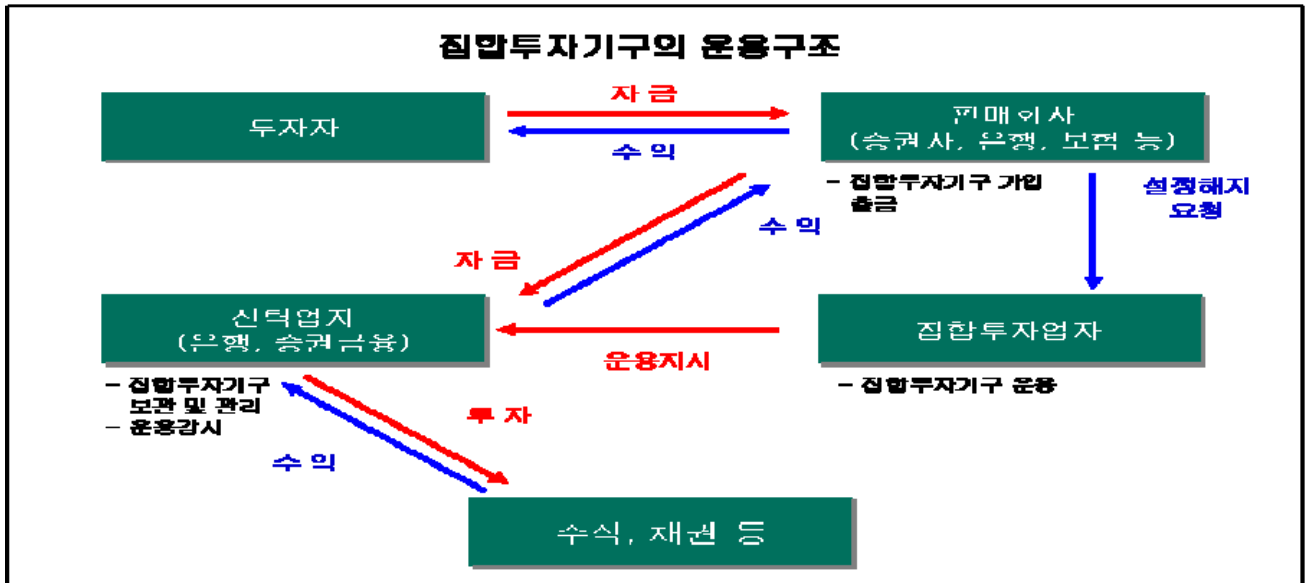 집합투자기구의 운용구조
투자자
자 금
수 익
판매회사
(증권사, 은행, 보험 등)
- 집합투자기구 가입
출금
설정해지
요청
자 금
수 익
신탁업자
(은행, 증권금융)
- 집합투자기구
보관 및 관리
- 운용감시
운용지시
집합투자업자
- 집합투자기구 운용
투 자
수 익
주식, 채권 등